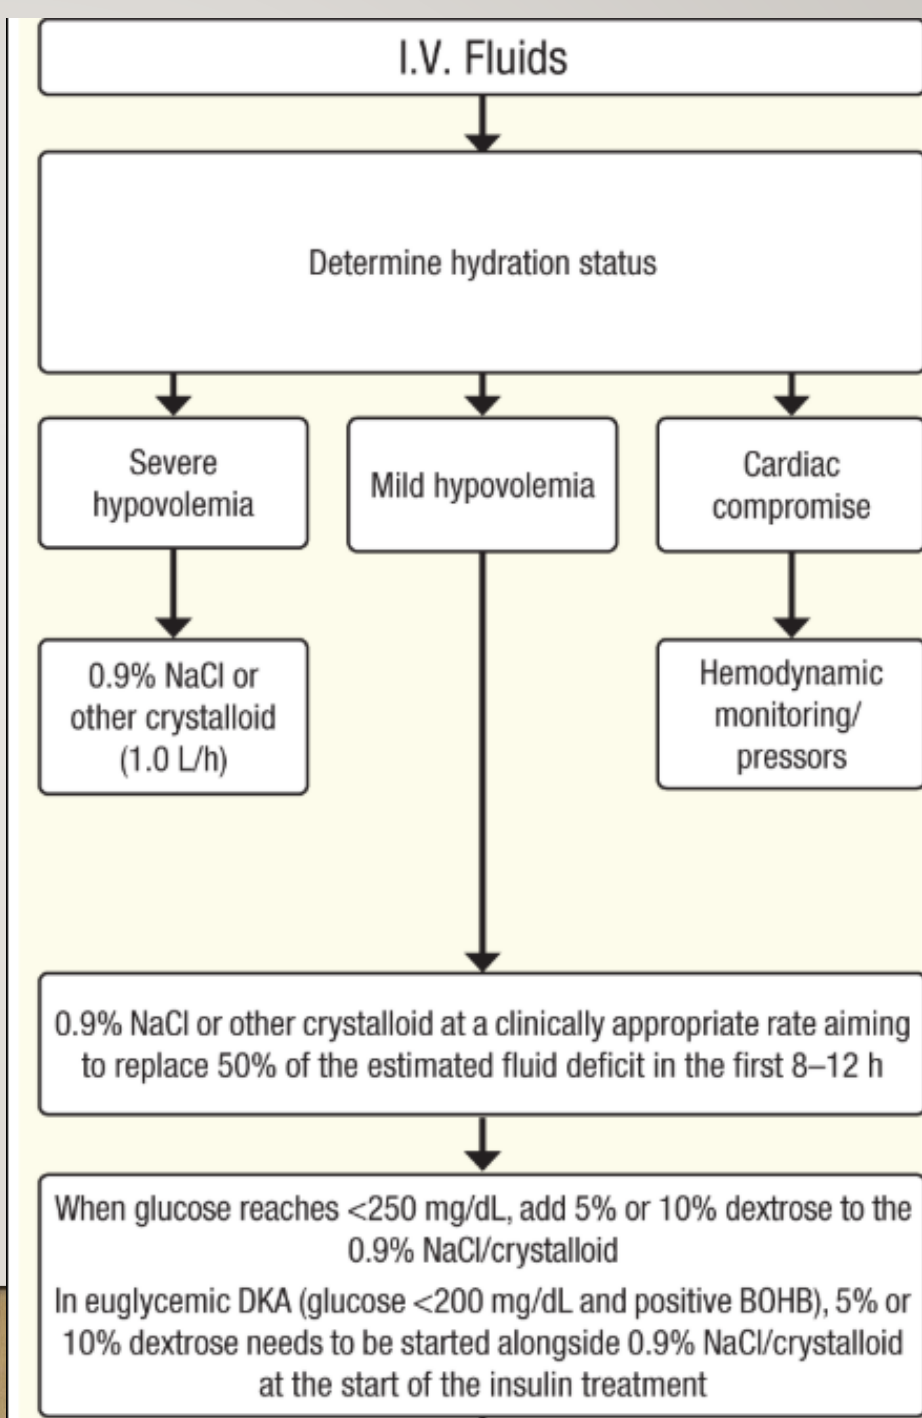 I.V. Fluids
Determine hydration status
Severe
hypovolemia
Mild hypovolemia
Cardiac
compromise
0.9% NaCl or
other crystalloid
(1.0 L/h)
Hemodynamic
monitoring/
pressors
0.9% NaCl or other crystalloid at a clinically appropriate rate aiming
to replace 50% of the estimated fluid deficit in the first 8–12 h
When glucose reaches <250 mg/dL, add 5% or 10% dextrose to the
0.9% NaCl/crystalloid
In euglycemic DKA (glucose <200 mg/dL and positive BOHB), 5% or
10% dextrose needs to be started alongside 0.9% NaCl/crystalloid
at the start of the insulin treatment